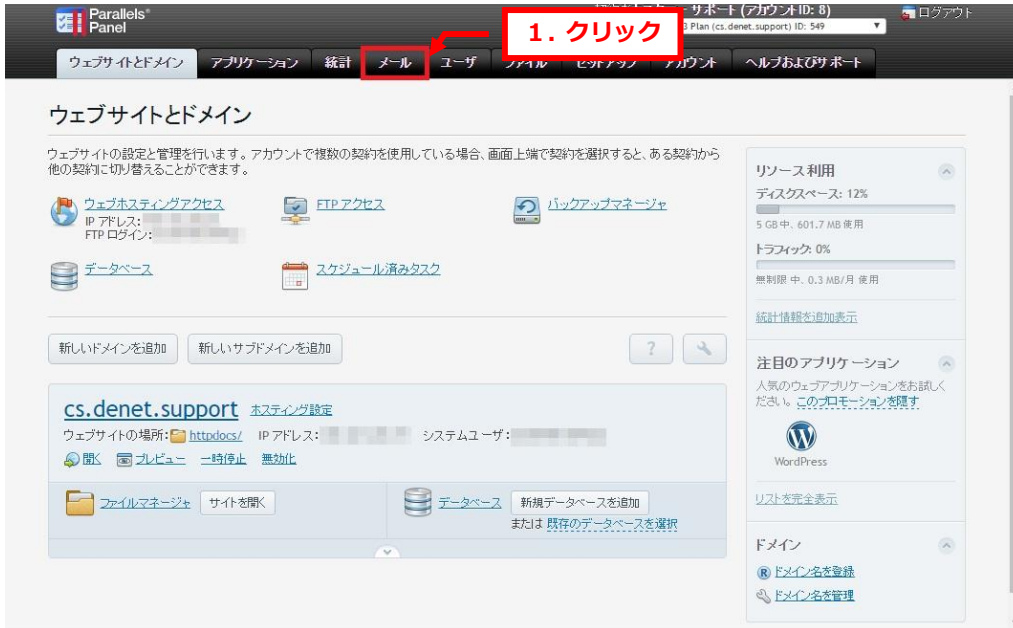 Parallels®
Panel
サポート (アカウント ID: 8)
ログアウト
Plan (cs.denet.support) ID: 549
1. クリック
ウェブサイトとドメイン アプリケーション 統計 メール ユーザ ファイル セットアップ アカウント ヘルプおよびサポート
ウェブサイトとドメイン
ウェブサイトの設定と管理を行います。アカウントで複数の契約を使用している場合、画面上端で契約を選択すると、ある契約から
他の契約に切り替えることができます。
ウェブホスティングアクセス
IP アドレス:
FTP ログイン:
FTP アクセス
バックアップマネージャ
データベース
スケジュール済みタスク
新しいドメインを追加 新しいサブドメインを追加 ?
cs.denet.support ホスティング設定
ウェブサイトの場所: httpdocs/ IP アドレス: システムユーザ:
開く プレビュー 一時停止 無効化
ファイルマネージャ サイトを開く データベース 新規データベースを追加
または 既存のデータベースを選択
リソース利用
ディスクスペース: 12%
5 GB 中、601.7 MB 使用
トラフィック: 0%
無制限 中、0.3 MB/月 使用
統計情報を追加表示
注目のアプリケーション
人気のウェブアプリケーションをお試しく
ださい。このプロモーションを隠す
WordPress
リストを完全表示
ドメイン
R ドメイン名を登録
ドメイン名を管理